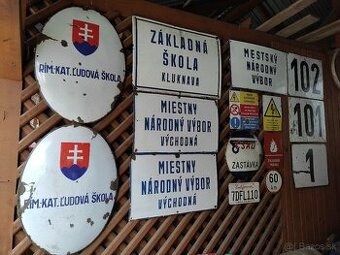 RÍM.KAT.ĽUDOVÁ ŠKOLA
RÍM.KAT.ĽUDOVÁ ŠKOLA
ZÁKLADNÁ
ŠKOLA
KLUKNAVA
MIESTNY
NÁRODNÝ VÝBOR
VÝCHODNÁ
MIESTNY
NÁRODNÝ VÝBOR
VÝCHODNÁ
MESTSKÝ
NÁRODNÝ
VÝBOR
ČSAD
ZASTÁVKA
7DFL110
60
102
101
1